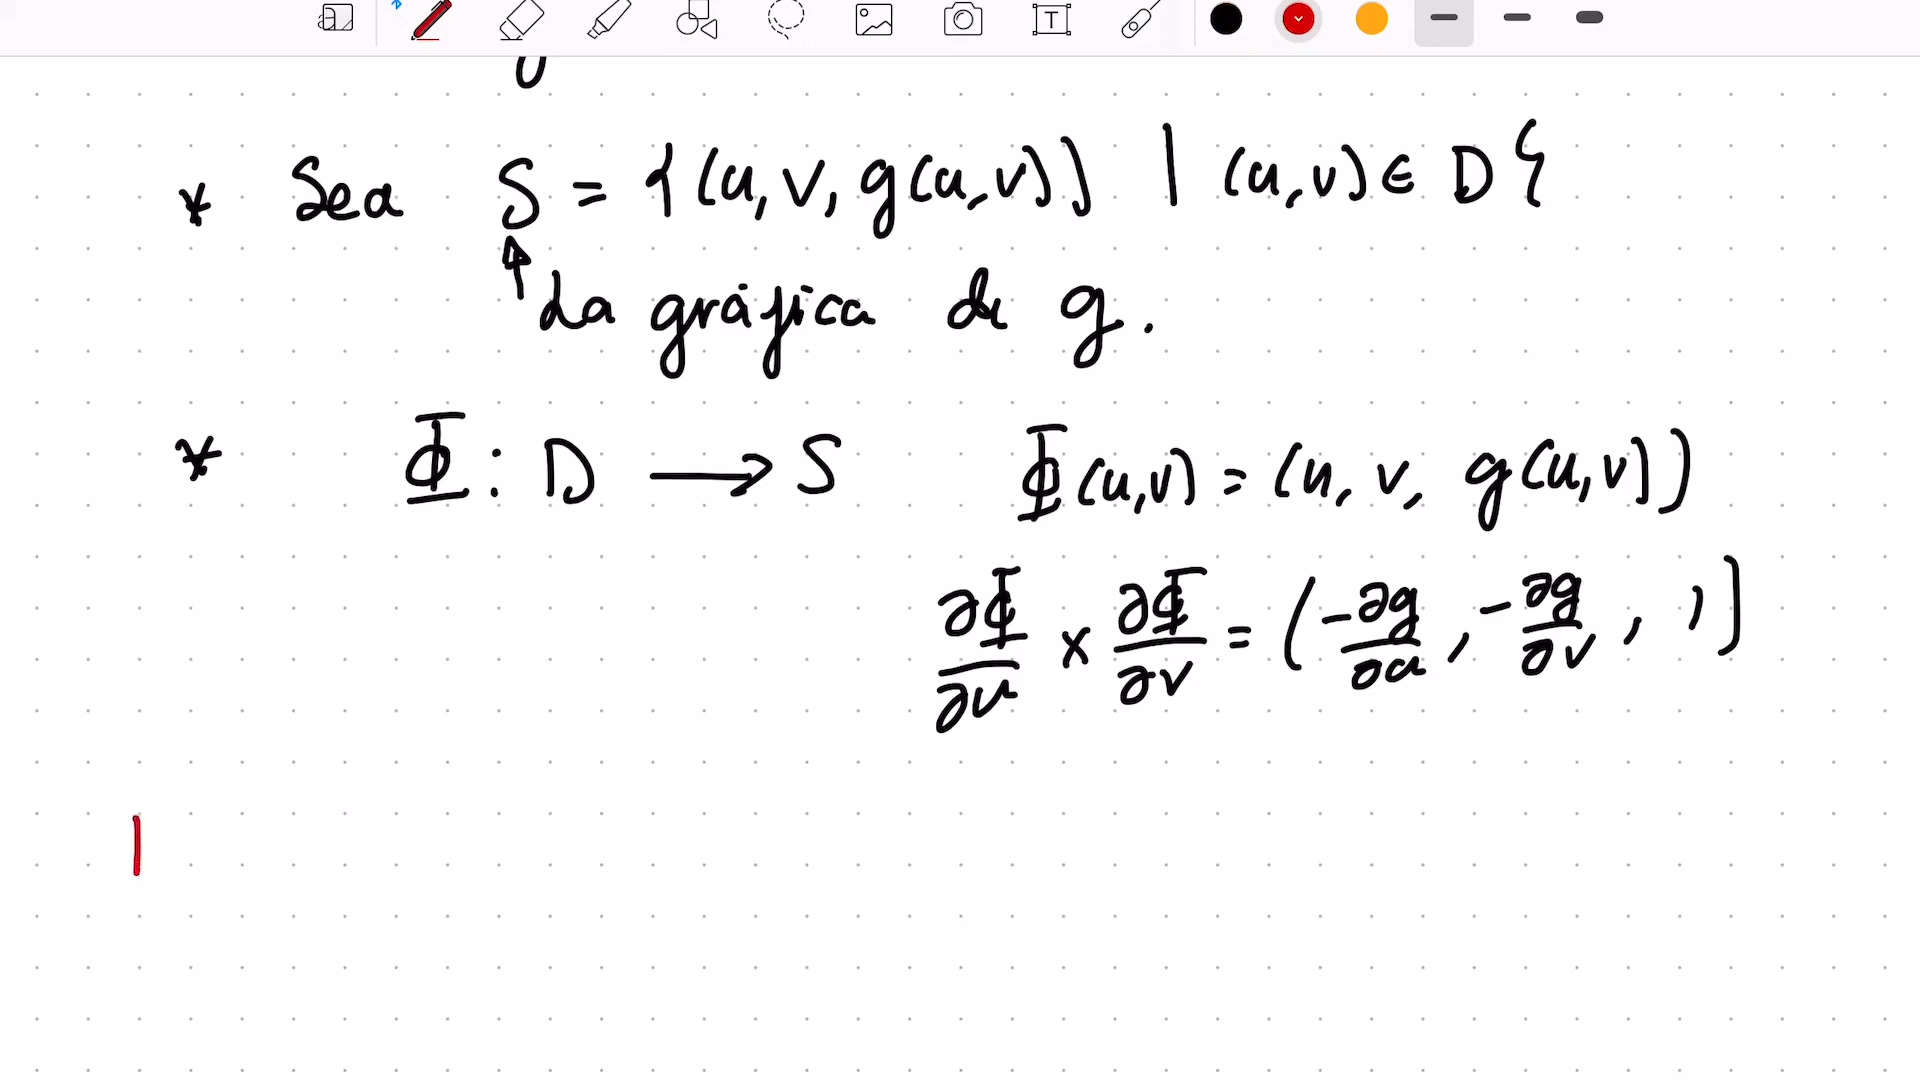 * Sea S = {(u, v, g(u,v)) | (u,v) ∈ D}
↑ La gráfica de g.
* Φ : D ⟶ S Φ(u,v) = (u, v, g(u,v))
∂Φ/∂u × ∂Φ/∂v = (-∂g/∂u, -∂g/∂v, 1)